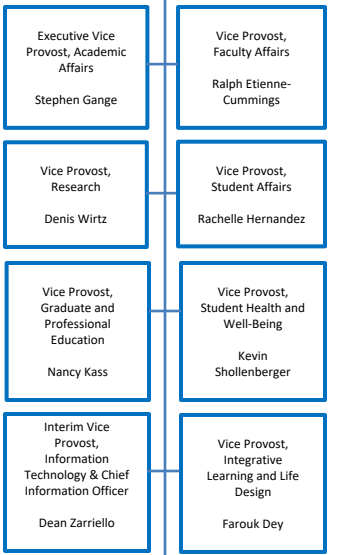 Executive Vice
Provost, Academic
Affairs
Stephen Gange
Vice Provost,
Faculty Affairs
Ralph Etienne-
Cummings
Vice Provost,
Research
Denis Wirtz
Vice Provost,
Student Affairs
Rachelle Hernandez
Vice Provost,
Graduate and
Professional
Education
Nancy Kass
Vice Provost,
Student Health and
Well-Being
Kevin
Shollenberger
Interim Vice
Provost,
Information
Technology & Chief
Information Officer
Dean Zarriello
Vice Provost,
Integrative
Learning and Life
Design
Farouk Dey